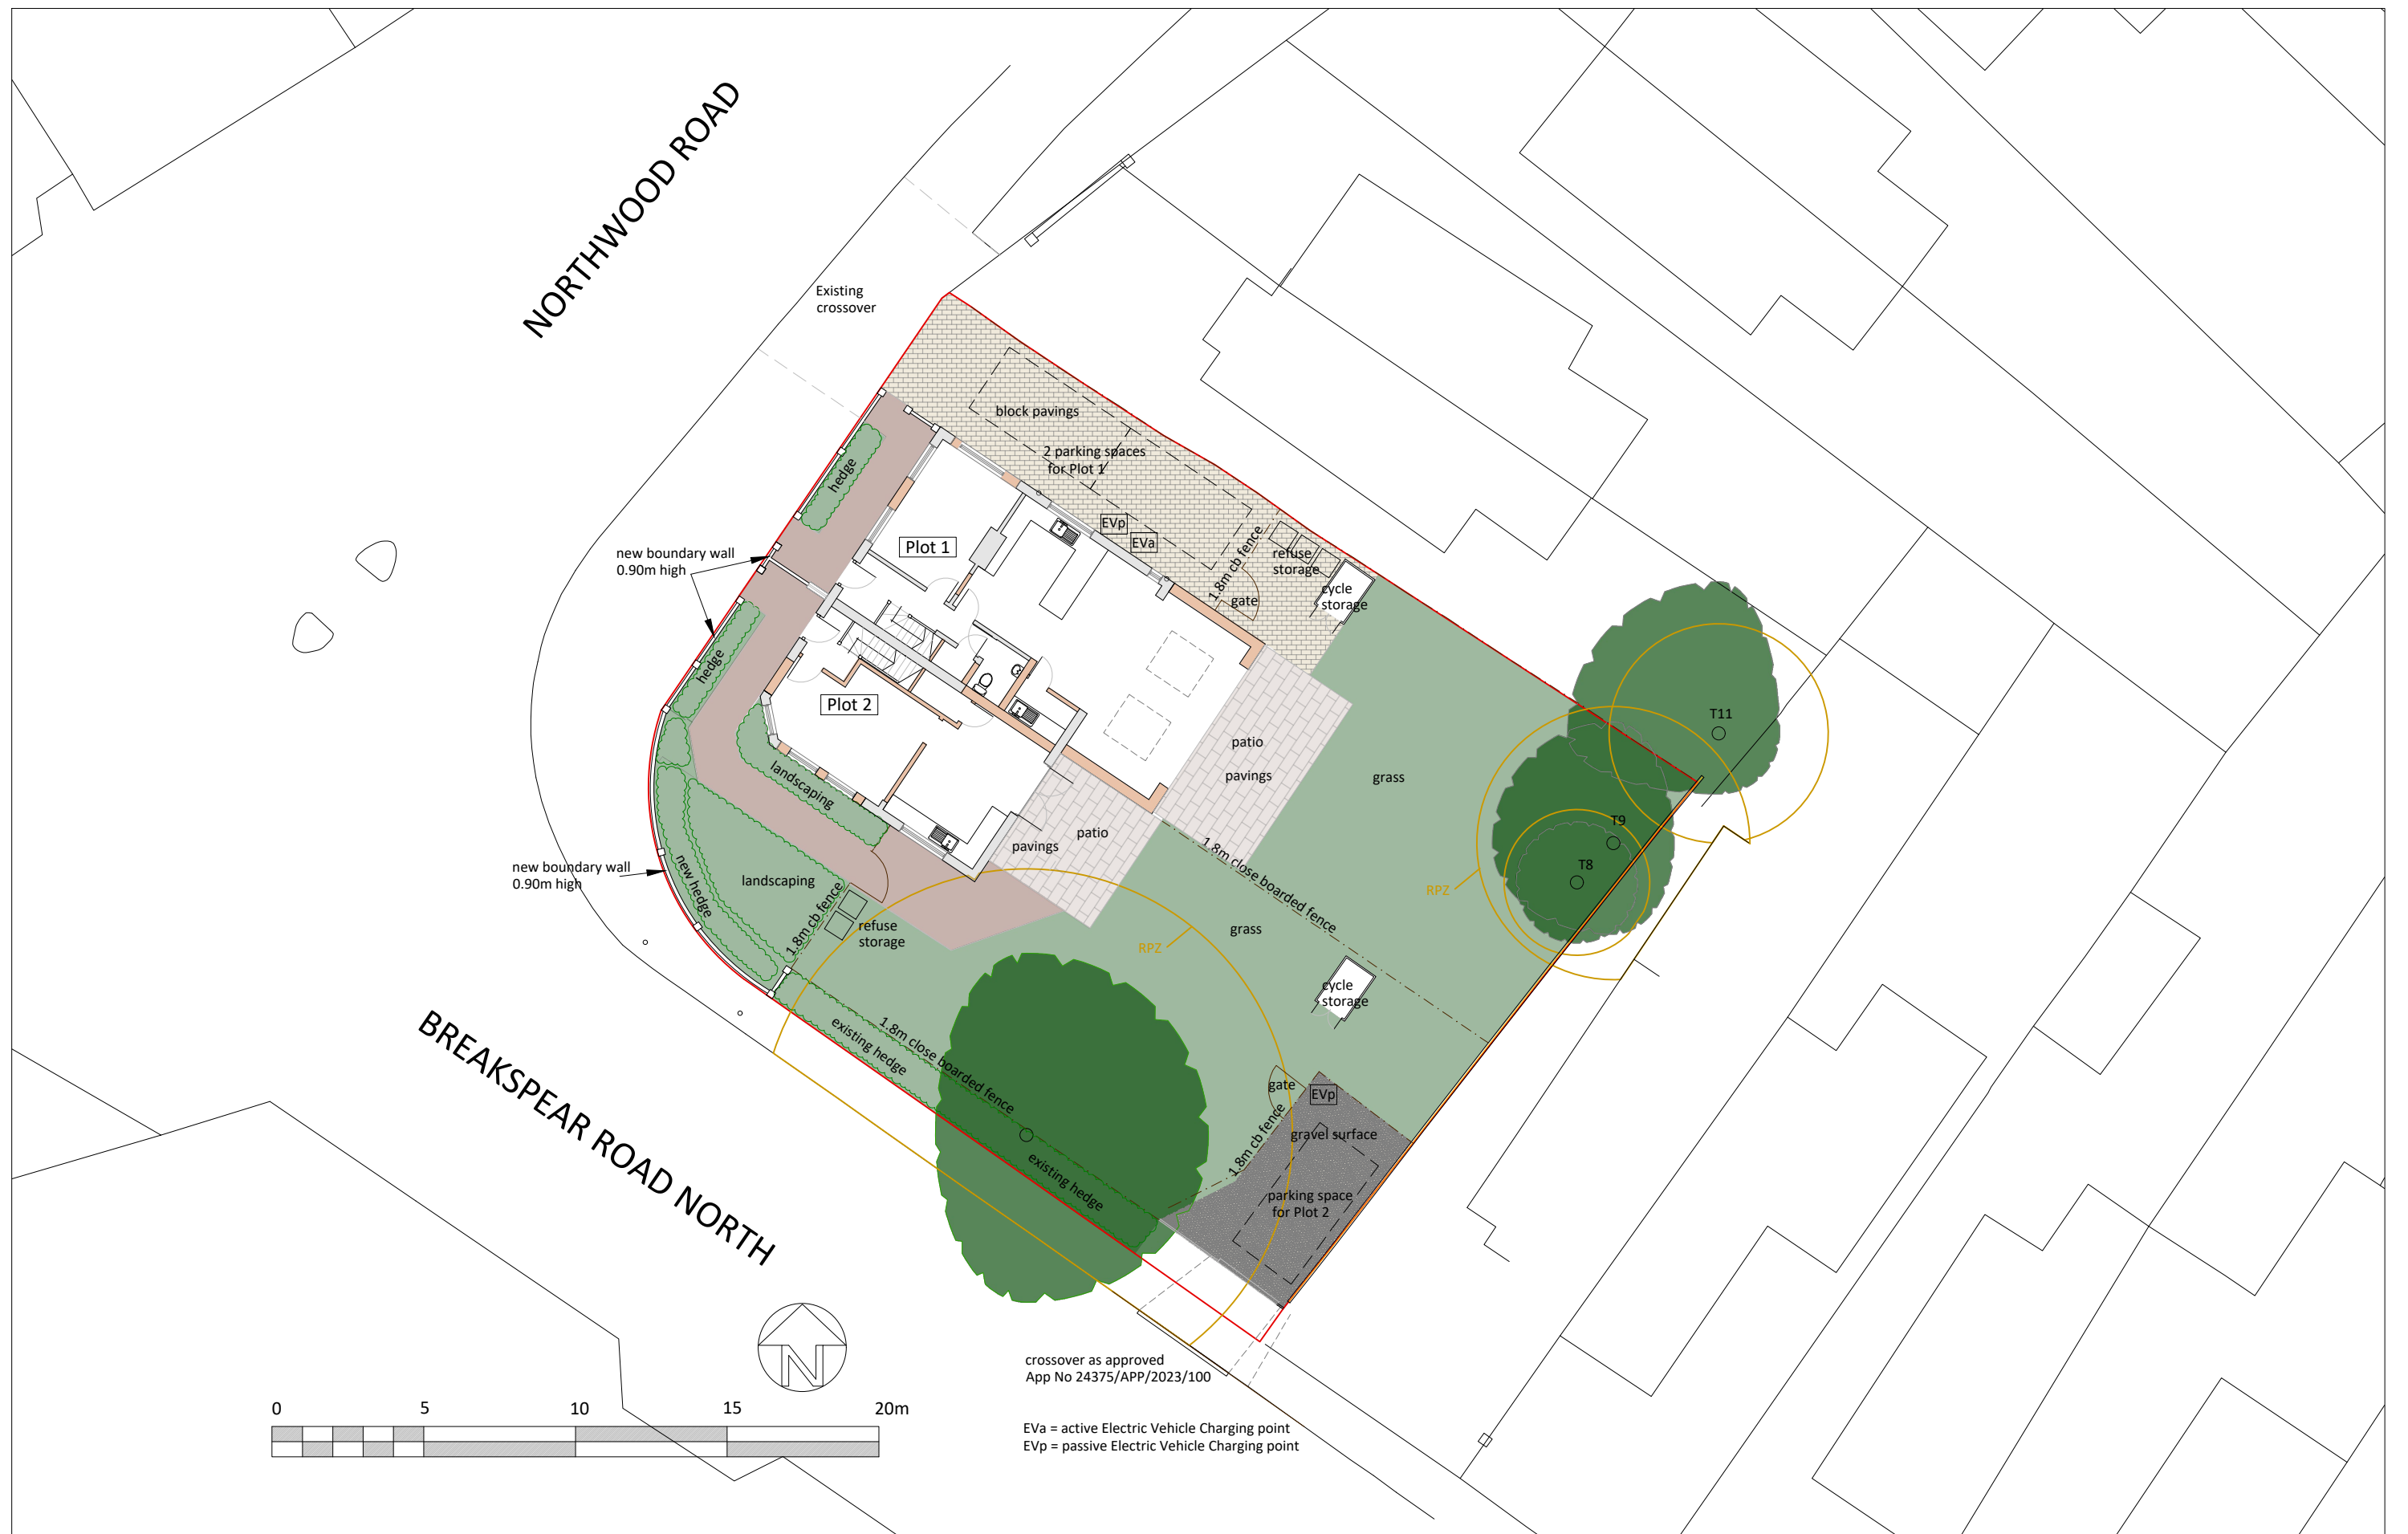 NORTHWOOD ROAD
Existing
crossover
block pavings
2 parking spaces
for Plot 1
hedge
EVp
EVa
Plot 1
1.8m cb fence
refuse
storage
new boundary wall
0.90m high
cycle
storage
gate
hedge
Plot 2
T11
patio
pavings
grass
landscaping
T9
patio
pavings
1.8m close boarded fence
T8
new boundary wall
0.90m high
new hedge
landscaping
RPZ
1.8m cb fence
refuse
storage
grass
RPZ
cycle
storage
BREAKSPEAR ROAD NORTH
existing hedge
1.8m close boarded fence
gate
EVp
1.8m cb fence
gravel surface
existing hedge
parking space
for Plot 2
N
crossover as approved
App No 24375/APP/2023/100
0 5 10 15 20m
EVa = active Electric Vehicle Charging point
EVp = passive Electric Vehicle Charging point